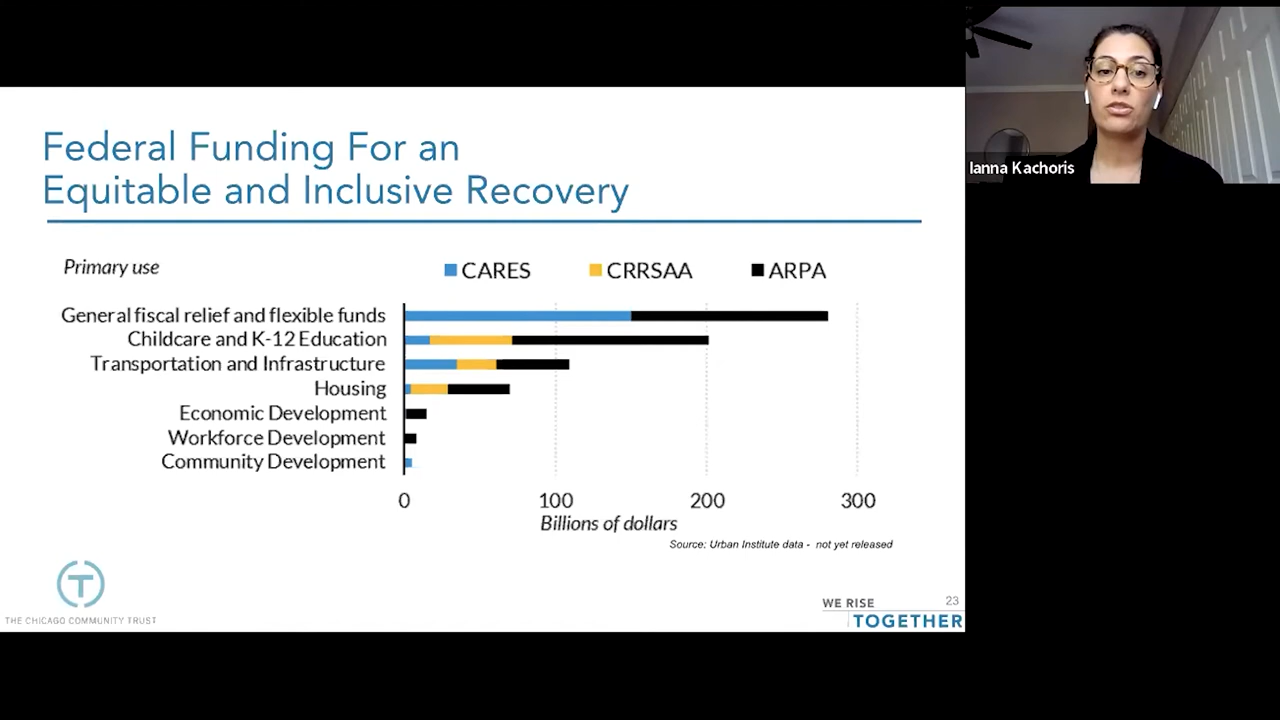 Federal Funding For an
Equitable and Inclusive Recovery
Primary use
CARES
CRRSAA
ARPA
General fiscal relief and flexible funds
Childcare and K-12 Education
Transportation and Infrastructure
Housing
Economic Development
Workforce Development
Community Development
0 100 200 300
Billions of dollars
Source: Urban Institute data - not yet released
T
THE CHICAGO COMMUNITY TRUST
WE RISE
TOGETHER
23
Ianna Kachoris